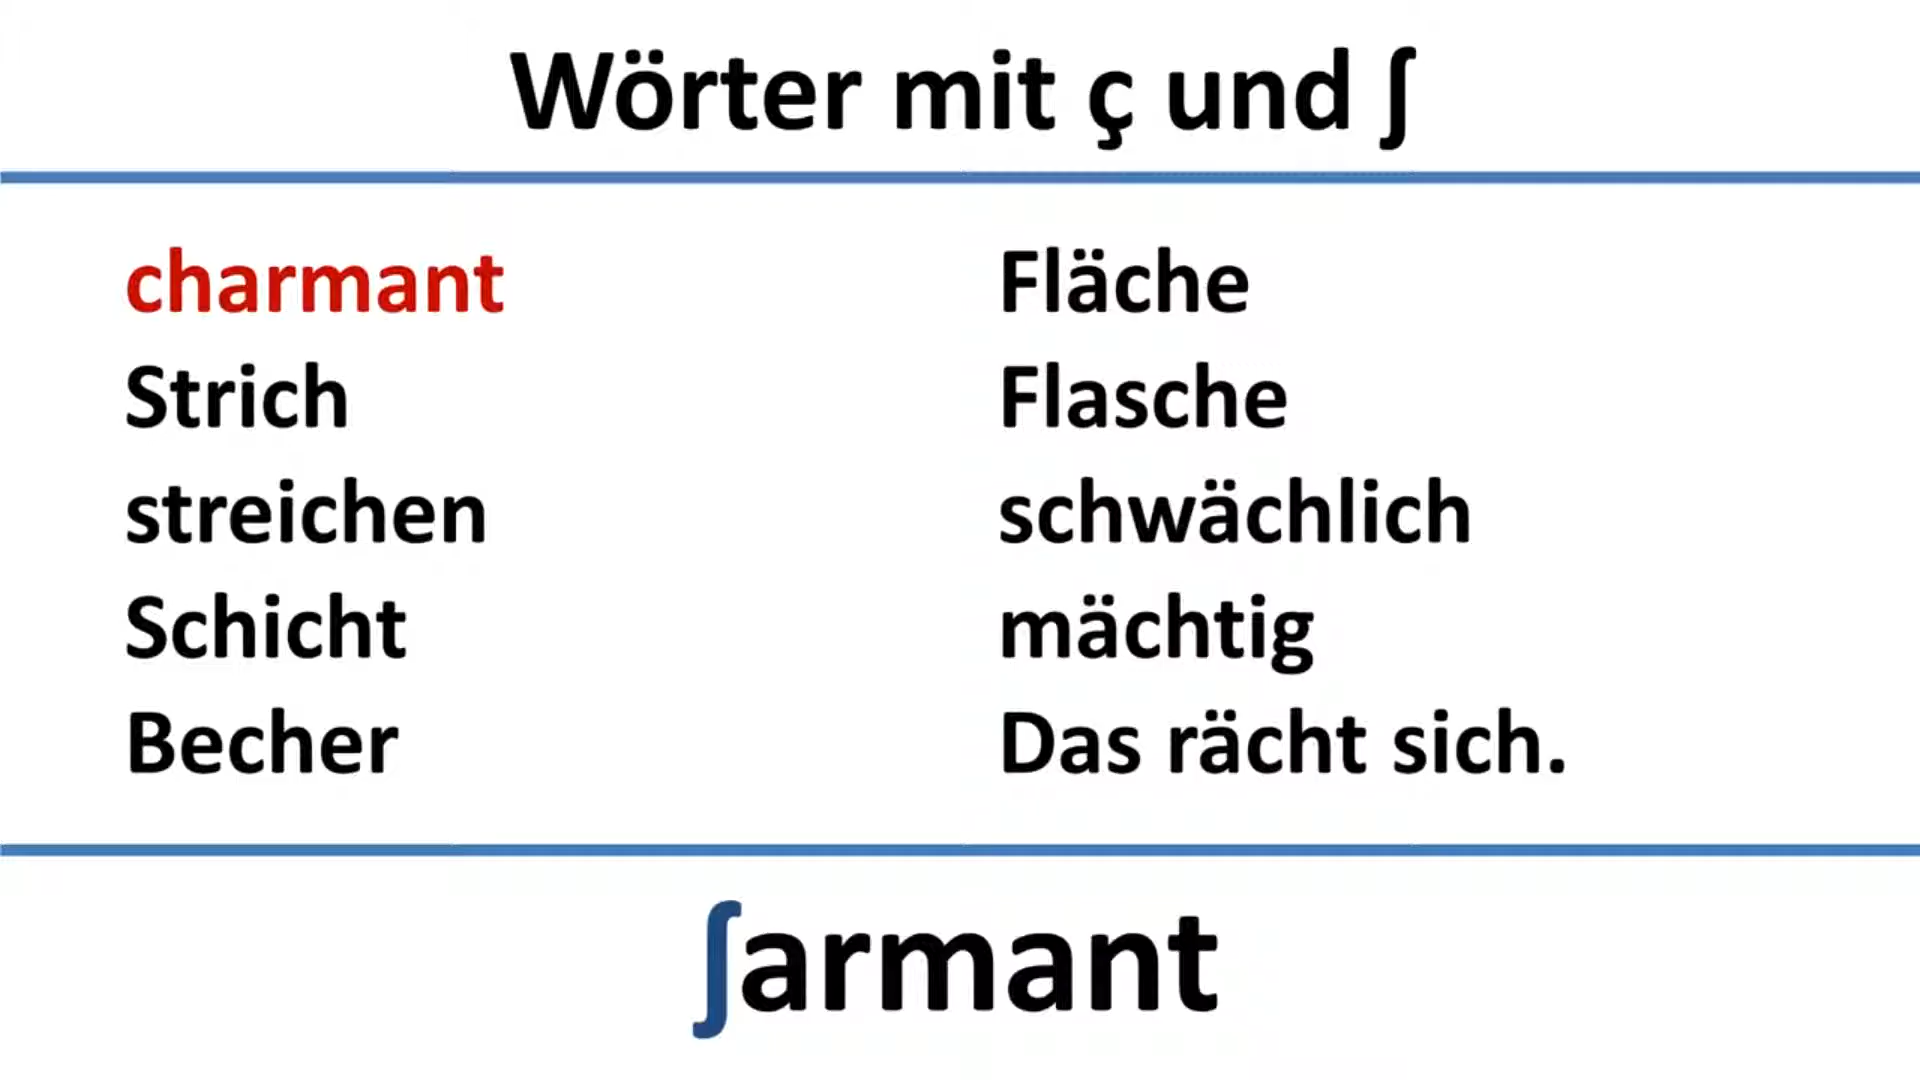 Wörter mit ç und ʃ
charmant
Strich
streichen
Schicht
Becher
Fläche
Flasche
schwächlich
mächtig
Das rächt sich.
ʃarmant